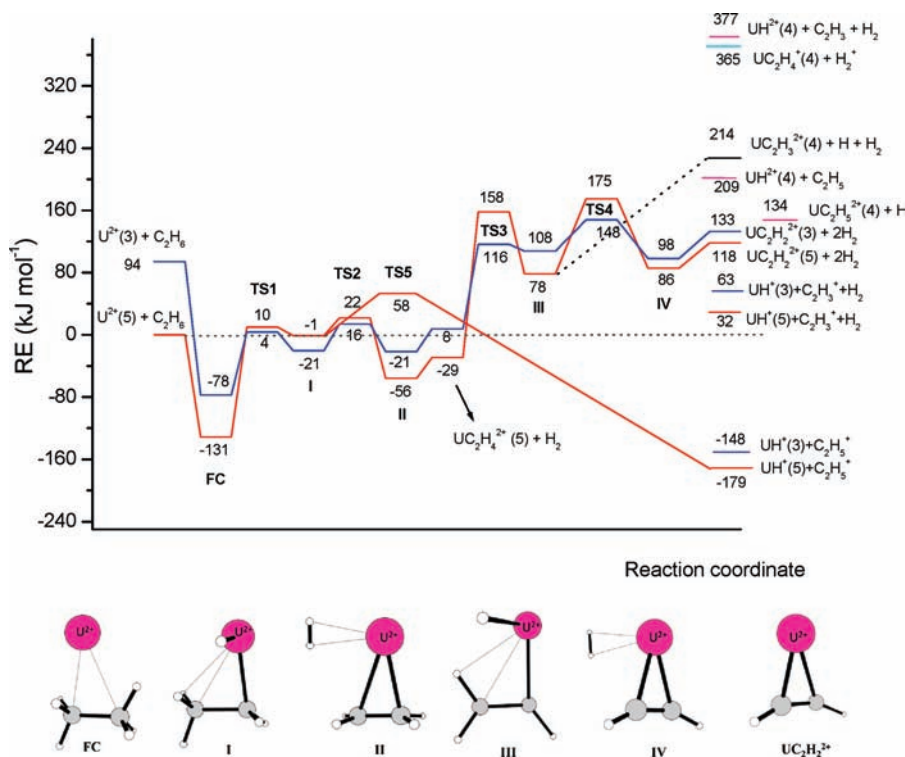 377
UH²⁺(4) + C₂H₃ + H₂
365
UC₂H₄⁺(4) + H₂⁺
320
240
214
UC₂H₃²⁺(4) + H + H₂
209
UH²⁺(4) + C₂H₅
160
158
175
134
UC₂H₅²⁺(4) + H
TS3
TS4
116
108
148
98
133
UC₂H₂²⁺(3) + 2H₂
118
UC₂H₂²⁺(5) + 2H₂
U²⁺(3) + C₂H₆
94
80
78
86
III
IV
63
UH⁺(3)+C₂H₃⁺+H₂
32
UH⁺(5)+C₂H₃⁺+H₂
RE (kJ mol⁻¹)
U²⁺(5) + C₂H₆
TS1
TS2
TS5
10
4
-1
22
16
58
8
0
-21
I
-21
-29
-56
II
-78
-80
-131
FC
UC₂H₄²⁺ (5) + H₂
-148
UH⁺(3)+C₂H₅⁺
-160
UH⁺(5)+C₂H₅⁺
-179
-240
Reaction coordinate
U²⁺
U²⁺
U²⁺
U²⁺
U²⁺
U²⁺
FC
I
II
III
IV
UC₂H₂²⁺